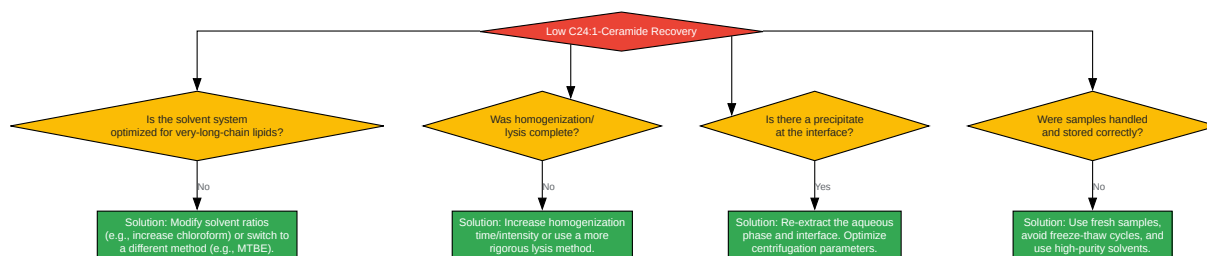 Low C24:1-Ceramide Recovery
Is the solvent system
optimized for very-long-chain lipids?
Was homogenization/
lysis complete?
Is there a precipitate
at the interface?
Were samples handled
and stored correctly?
No
No
Yes
No
Solution: Modify solvent ratios
(e.g., increase chloroform) or switch to
a different method (e.g., MTBE).
Solution: Increase homogenization
time/intensity or use a more
rigorous lysis method.
Solution: Re-extract the aqueous
phase and interface. Optimize
centrifugation parameters.
Solution: Use fresh samples,
avoid freeze-thaw cycles, and
use high-purity solvents.